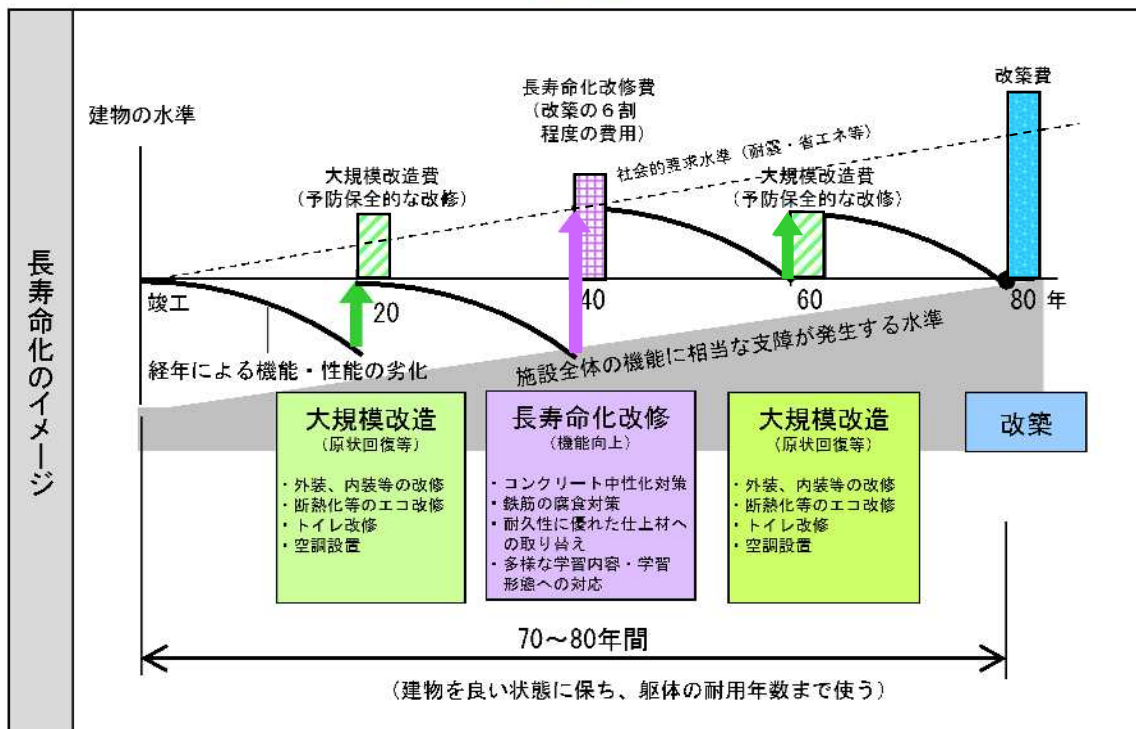 長寿命化のイメージ
建物の水準
長寿命化改修費
（改築の６割
程度の費用）
改築費
社会的要求水準（耐震・省エネ等）
大規模改造費
（予防保全的な改修）
大規模改造費
（予防保全的な改修）
竣工
20
40
60
80 年
経年による機能・性能の劣化
施設全体の機能に相当な支障が発生する水準
大規模改造
（原状回復等）
・外装、内装等の改修
・断熱化等のエコ改修
・トイレ改修
・空調設置
長寿命化改修
（機能向上）
・コンクリート中性化対策
・鉄筋の腐食対策
・耐久性に優れた仕上材へ
の取り替え
・多様な学習内容・学習
形態への対応
大規模改造
（原状回復等）
・外装、内装等の改修
・断熱化等のエコ改修
・トイレ改修
・空調設置
改築
70～80年間
（建物を良い状態に保ち、躯体の耐用年数まで使う）